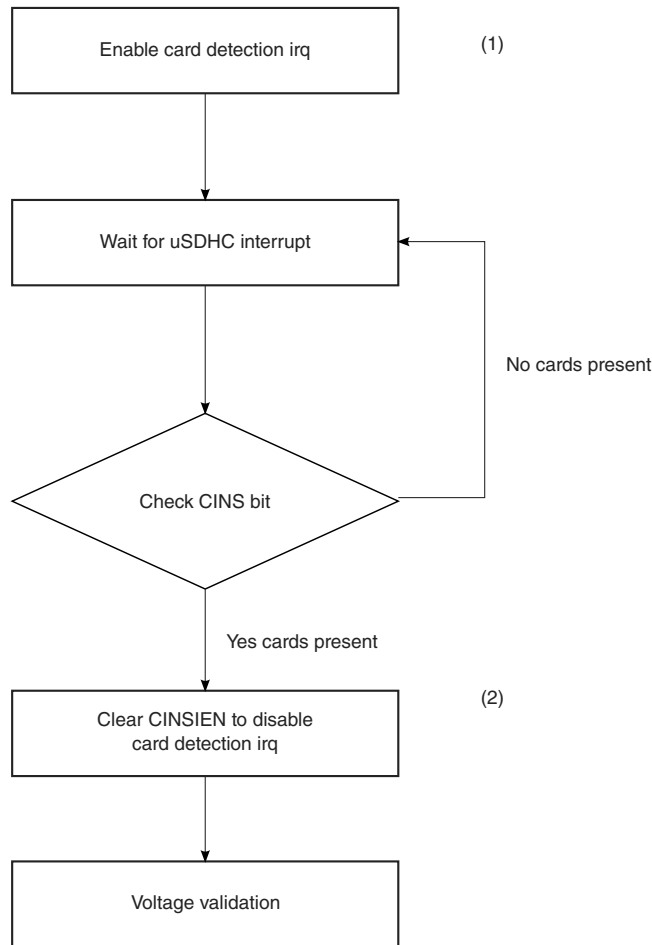 Enable card detection irq
(1)
Wait for uSDHC interrupt
No cards present
Check CINS bit
Yes cards present
Clear CINSIEN to disable
card detection irq
(2)
Voltage validation